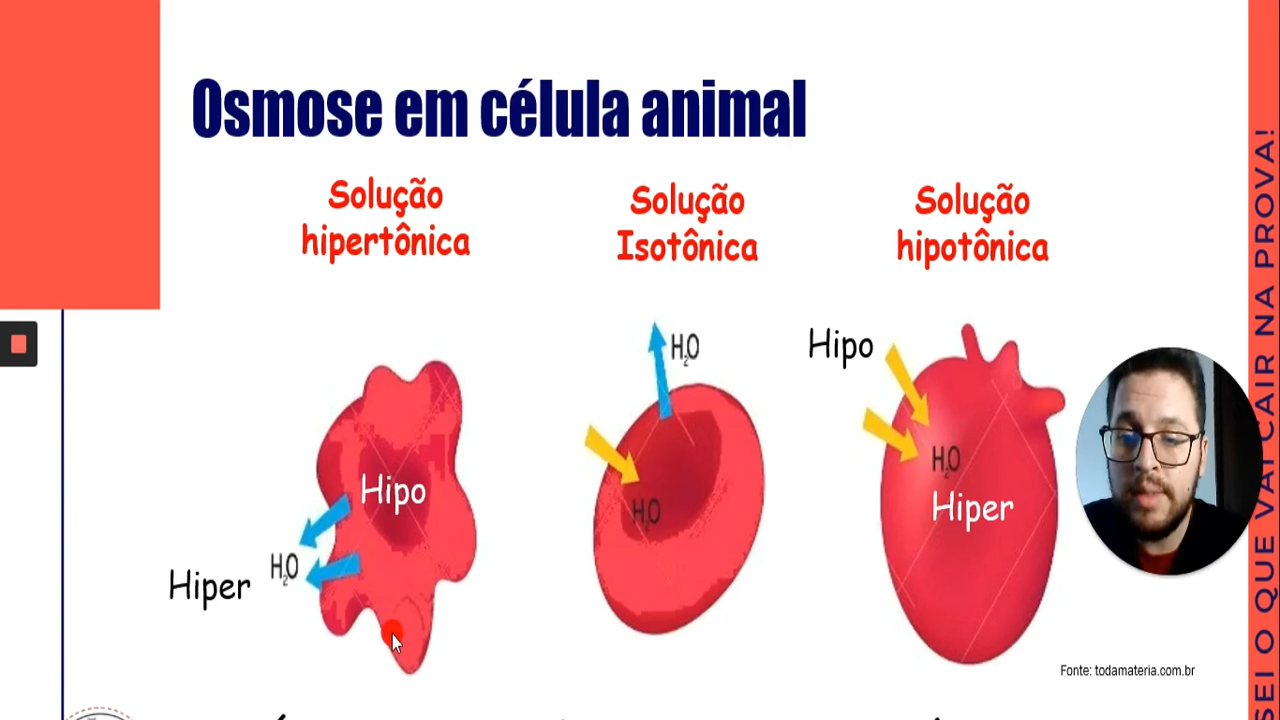 Osmose em célula animal
Solução
hipertônica
Solução
Isotônica
Solução
hipotônica
Hipo
H₂O
Hiper
H₂O
H₂O
Hipo
H₂O
Hiper
Fonte: todamateria.com.br
SEI O QUE VAI CAIR NA PROVA!